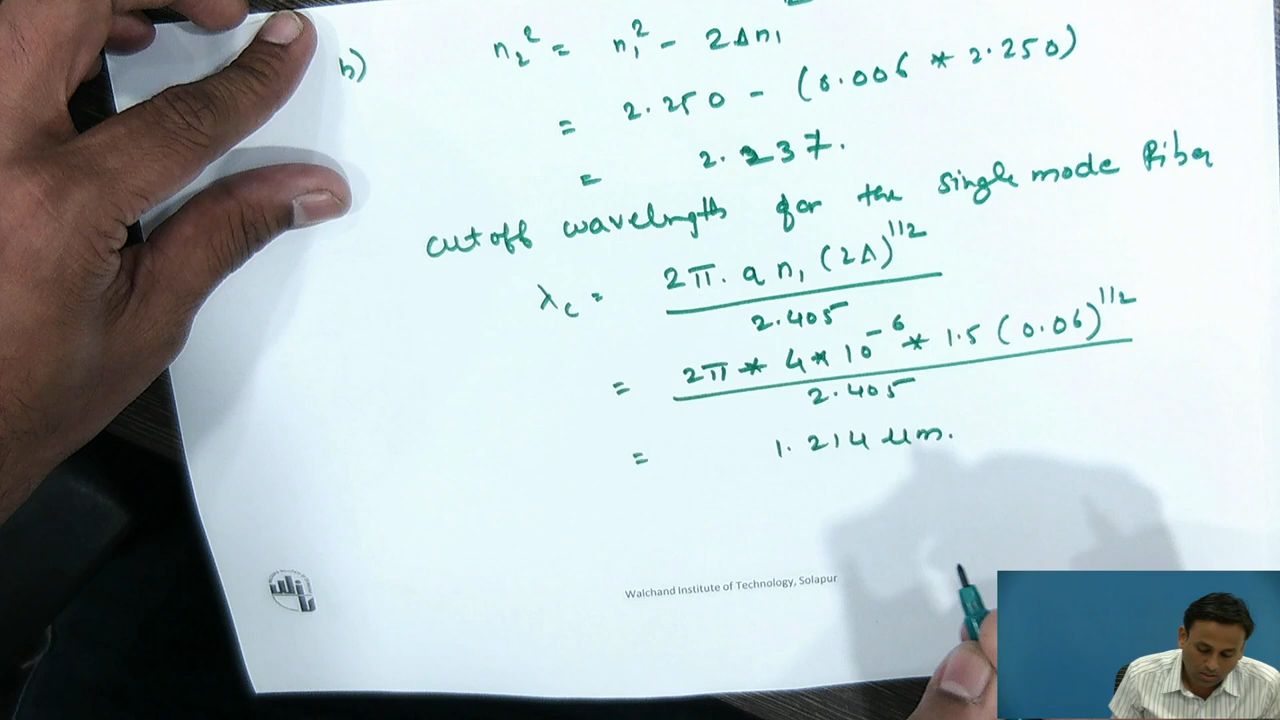 b) n₂² = n₁² - 2Δn₁
= 2.250 - (0.006 * 2.250)
= 2.237.
cutoff wavelength for the single mode fiber
λc = 2π. a n₁ (2Δ)^1/2 / 2.405
= 2π * 4 * 10^-6 * 1.5 (0.06)^1/2 / 2.405
= 1.214 μm.
Walchand Institute of Technology, Solapur